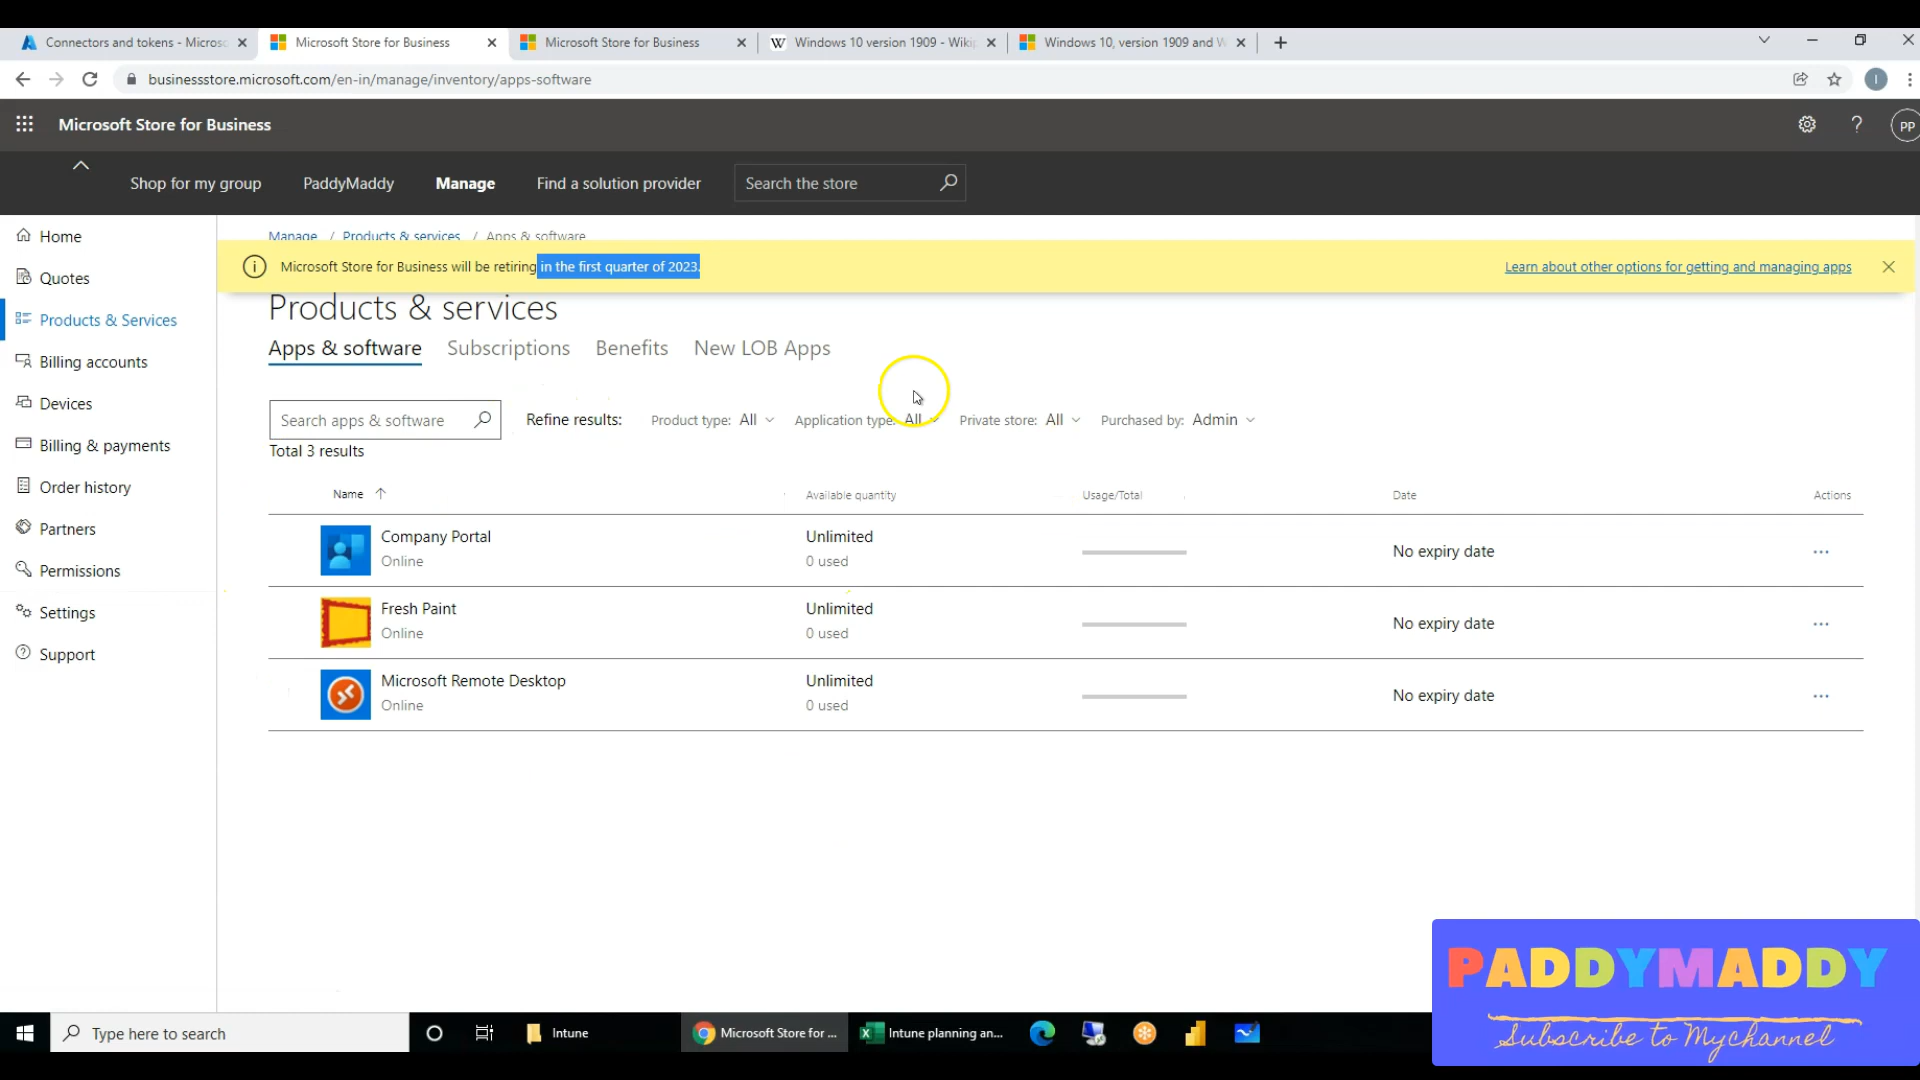 Connectors and tokens - Microsc
Microsoft Store for Business
Microsoft Store for Business
Windows 10 version 1909 - Wikip
Windows 10, version 1909 and W
businessstore.microsoft.com/en-in/manage/inventory/apps-software
Microsoft Store for Business
PP
Shop for my group
PaddyMaddy
Manage
Find a solution provider
Search the store
Home
Quotes
Products & Services
Billing accounts
Devices
Billing & payments
Order history
Partners
Permissions
Settings
Support
Manage / Products & services / Apps & software
Microsoft Store for Business will be retiring in the first quarter of 2023.
Learn about other options for getting and managing apps
Products & services
Apps & software
Subscriptions
Benefits
New LOB Apps
Search apps & software
Refine results:
Product type: All
Application type: All
Private store: All
Purchased by: Admin
Total 3 results
Name
Available quantity
Usage/Total
Date
Actions
Company Portal
Online
Unlimited
0 used
No expiry date
Fresh Paint
Online
Unlimited
0 used
No expiry date
Microsoft Remote Desktop
Online
Unlimited
0 used
No expiry date
PADDYMADDY
Subscribe to Mychannel
Type here to search
Intune
Microsoft Store for ...
Intune planning an...